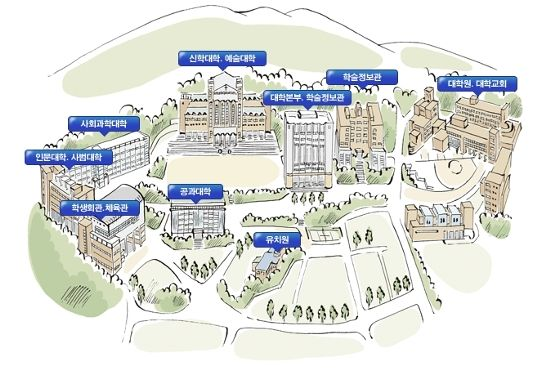 신학대학. 예술대학
학술정보관
대학원. 대학교회
대학본부. 학술정보관
사회과학대학
인문대학. 사범대학
공과대학
학생회관. 체육관
유치원